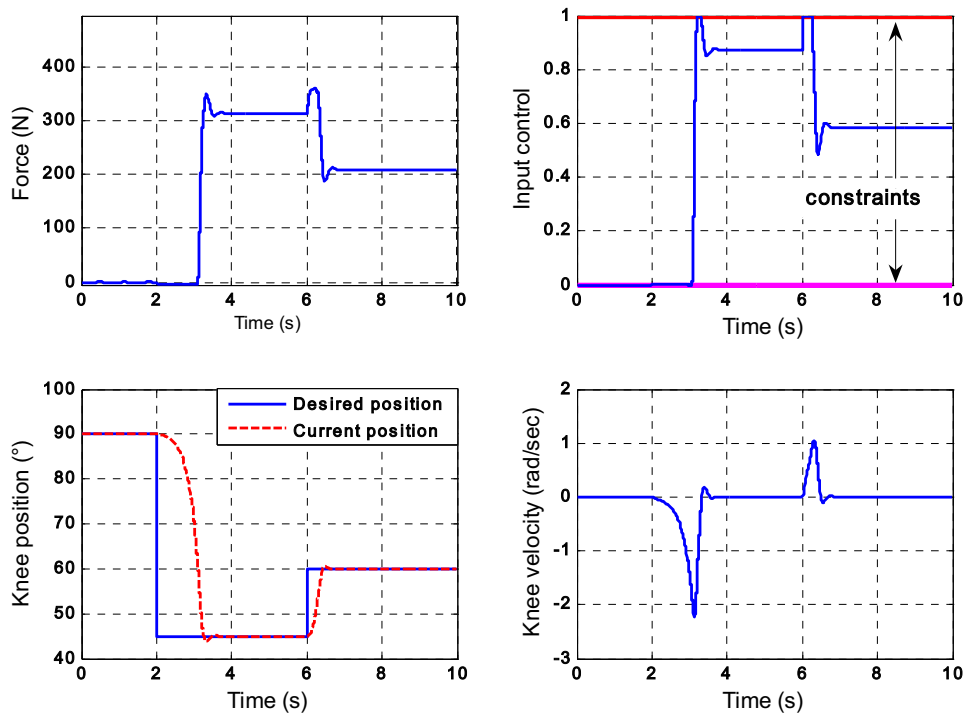 400
300
200
100
0
Force (N)
0 2 4 6 8 10
Time (s)
1
0.8
0.6
0.4
0.2
0
Input control
constraints
0 2 4 6 8 10
Time (s)
100
90
80
70
60
50
40
Knee position (°)
Desired position
Current position
0 2 4 6 8 10
Time (s)
2
1
0
-1
-2
-3
Knee velocity (rad/sec)
0 2 4 6 8 10
Time (s)